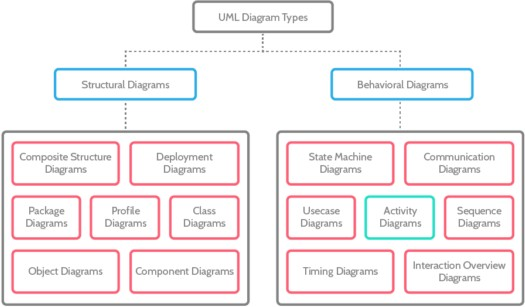 UML Diagram Types
Structural Diagrams
Behavioral Diagrams
Composite Structure
Diagrams
Deployment
Diagrams
Package
Diagrams
Profile
Diagrams
Class
Diagrams
Object Diagrams
Component Diagrams
State Machine
Diagrams
Communication
Diagrams
Usecase
Diagrams
Activity
Diagrams
Sequence
Diagrams
Timing Diagrams
Interaction Overview
Diagrams